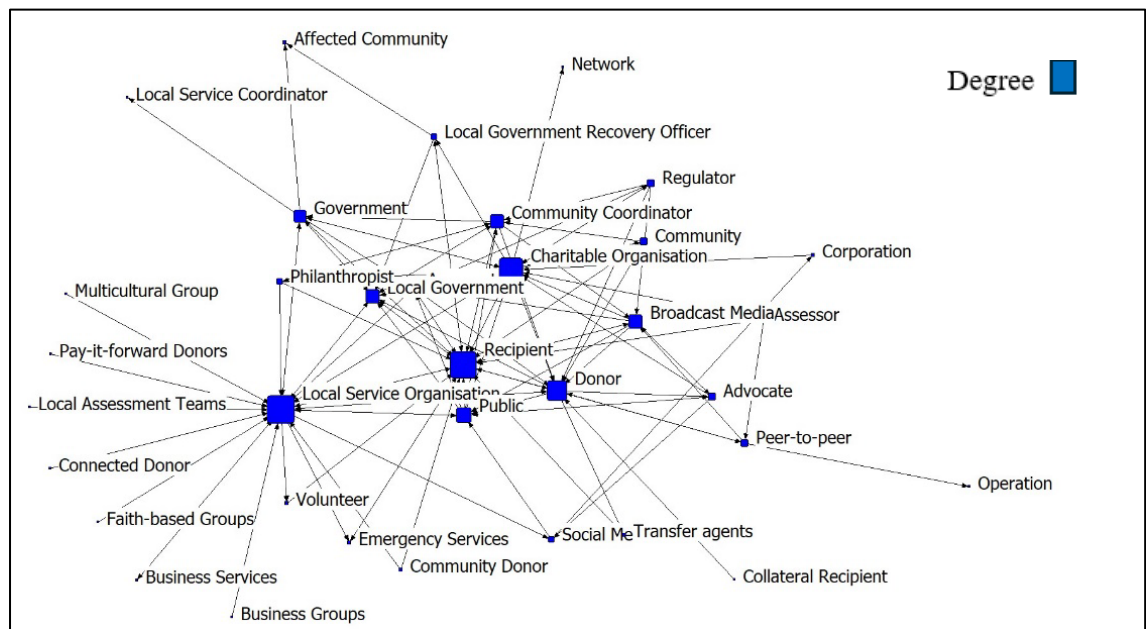 Affected Community
Network
Degree
Local Service Coordinator
Local Government Recovery Officer
Regulator
Government
Community Coordinator
Community
Charitable Organisation
Corporation
Philanthropist
Local Government
Multicultural Group
Broadcast Media
Assessor
Pay-it-forward Donors
Recipient
Donor
Local Service Organisation
Advocate
Local Assessment Teams
Public
Peer-to-peer
Connected Donor
Operation
Volunteer
Faith-based Groups
Emergency Services
Social Me
Transfer agents
Community Donor
Business Services
Collateral Recipient
Business Groups